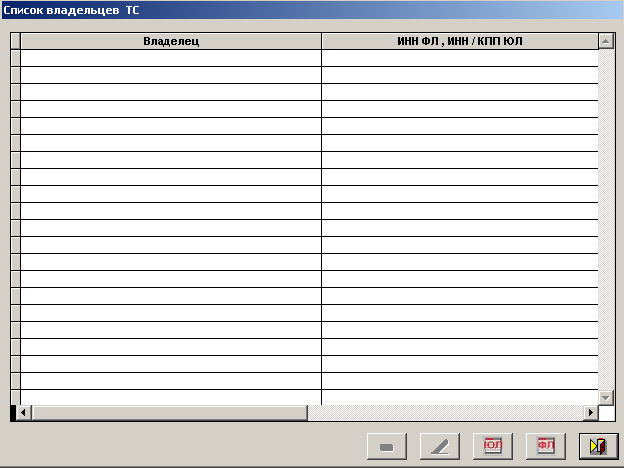 Список владельцев ТС
Владелец ИНН ФЛ , ИНН / КПП ЮЛ
ЮЛ ФЛ